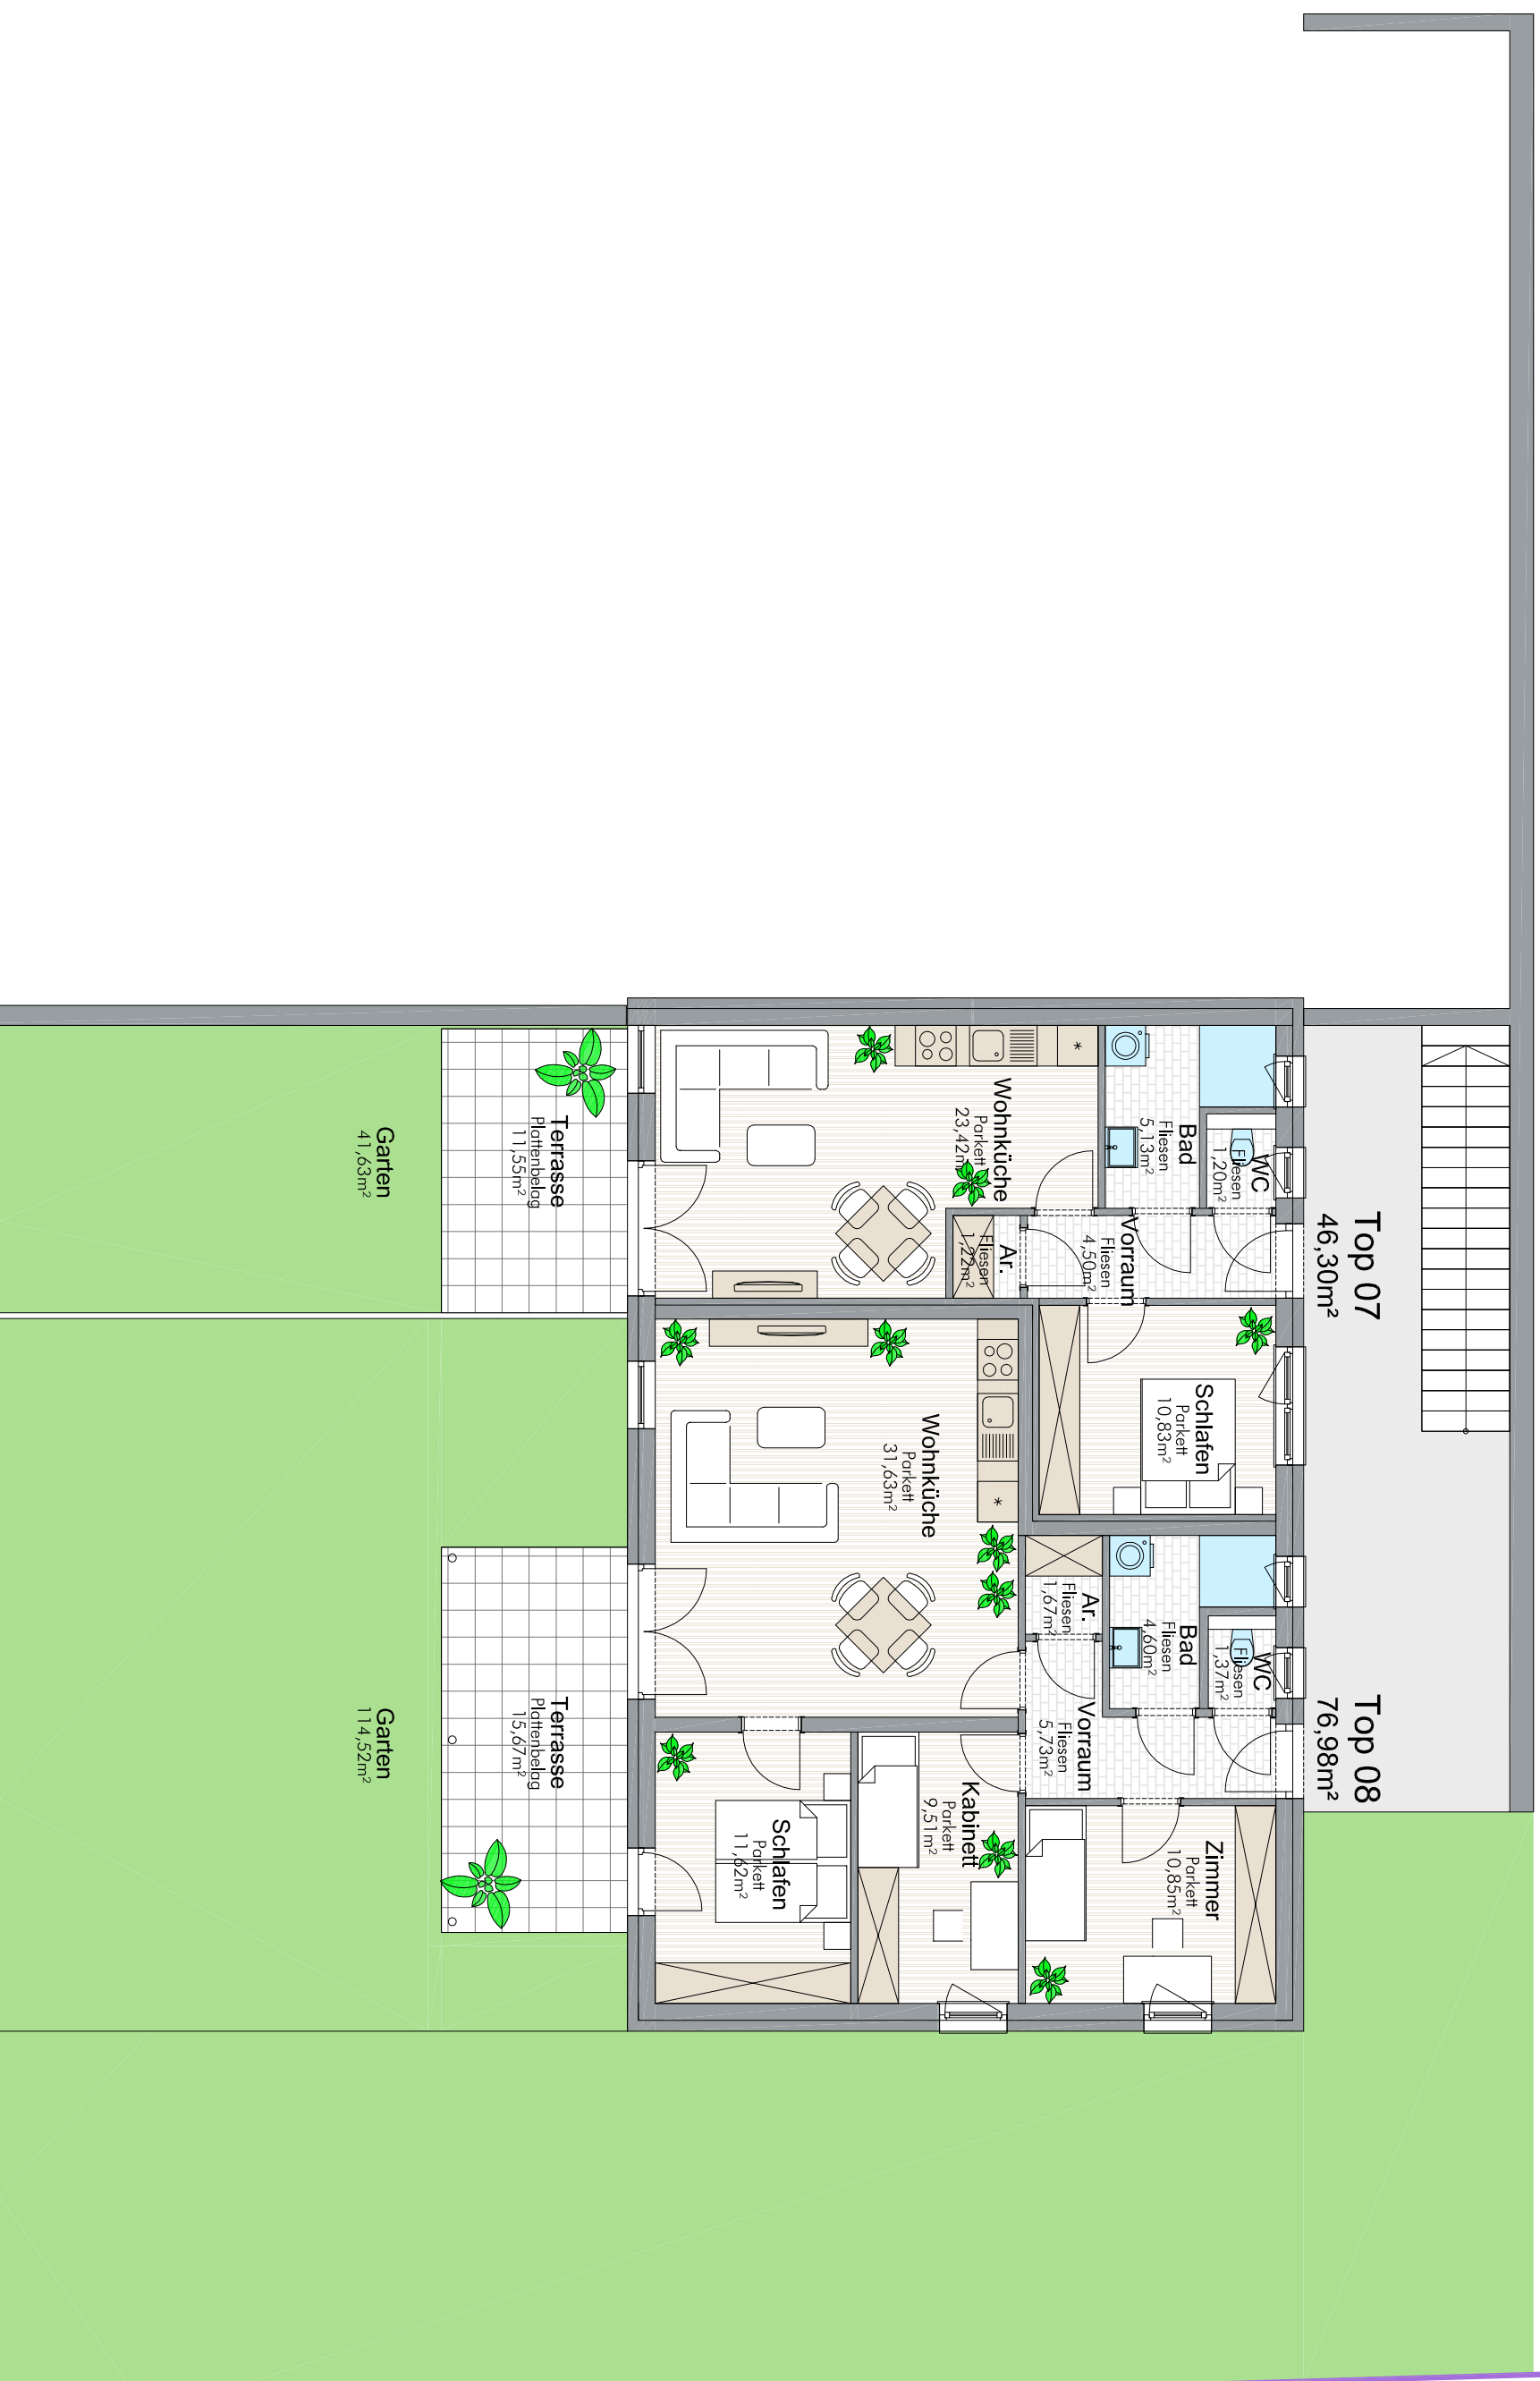 Top 07
46,30m²
WC
Fliesen
1,20m²
Bad
Fliesen
5,13m²
Vorraum
Fliesen
4,50m²
Ar.
Fliesen
1,22m²
Wohnküche
Parkett
23,42m²
Schlafen
Parkett
10,83m²
Terrasse
Plattenbelag
11,55m²
Garten
41,63m²
Top 08
76,98m²
WC
Fliesen
1,37m²
Bad
Fliesen
4,60m²
Ar.
Fliesen
1,67m²
Vorraum
Fliesen
5,73m²
Wohnküche
Parkett
31,63m²
Zimmer
Parkett
10,85m²
Kabinett
Parkett
9,51m²
Schlafen
Parkett
11,62m²
Terrasse
Plattenbelag
15,67m²
Garten
114,52m²